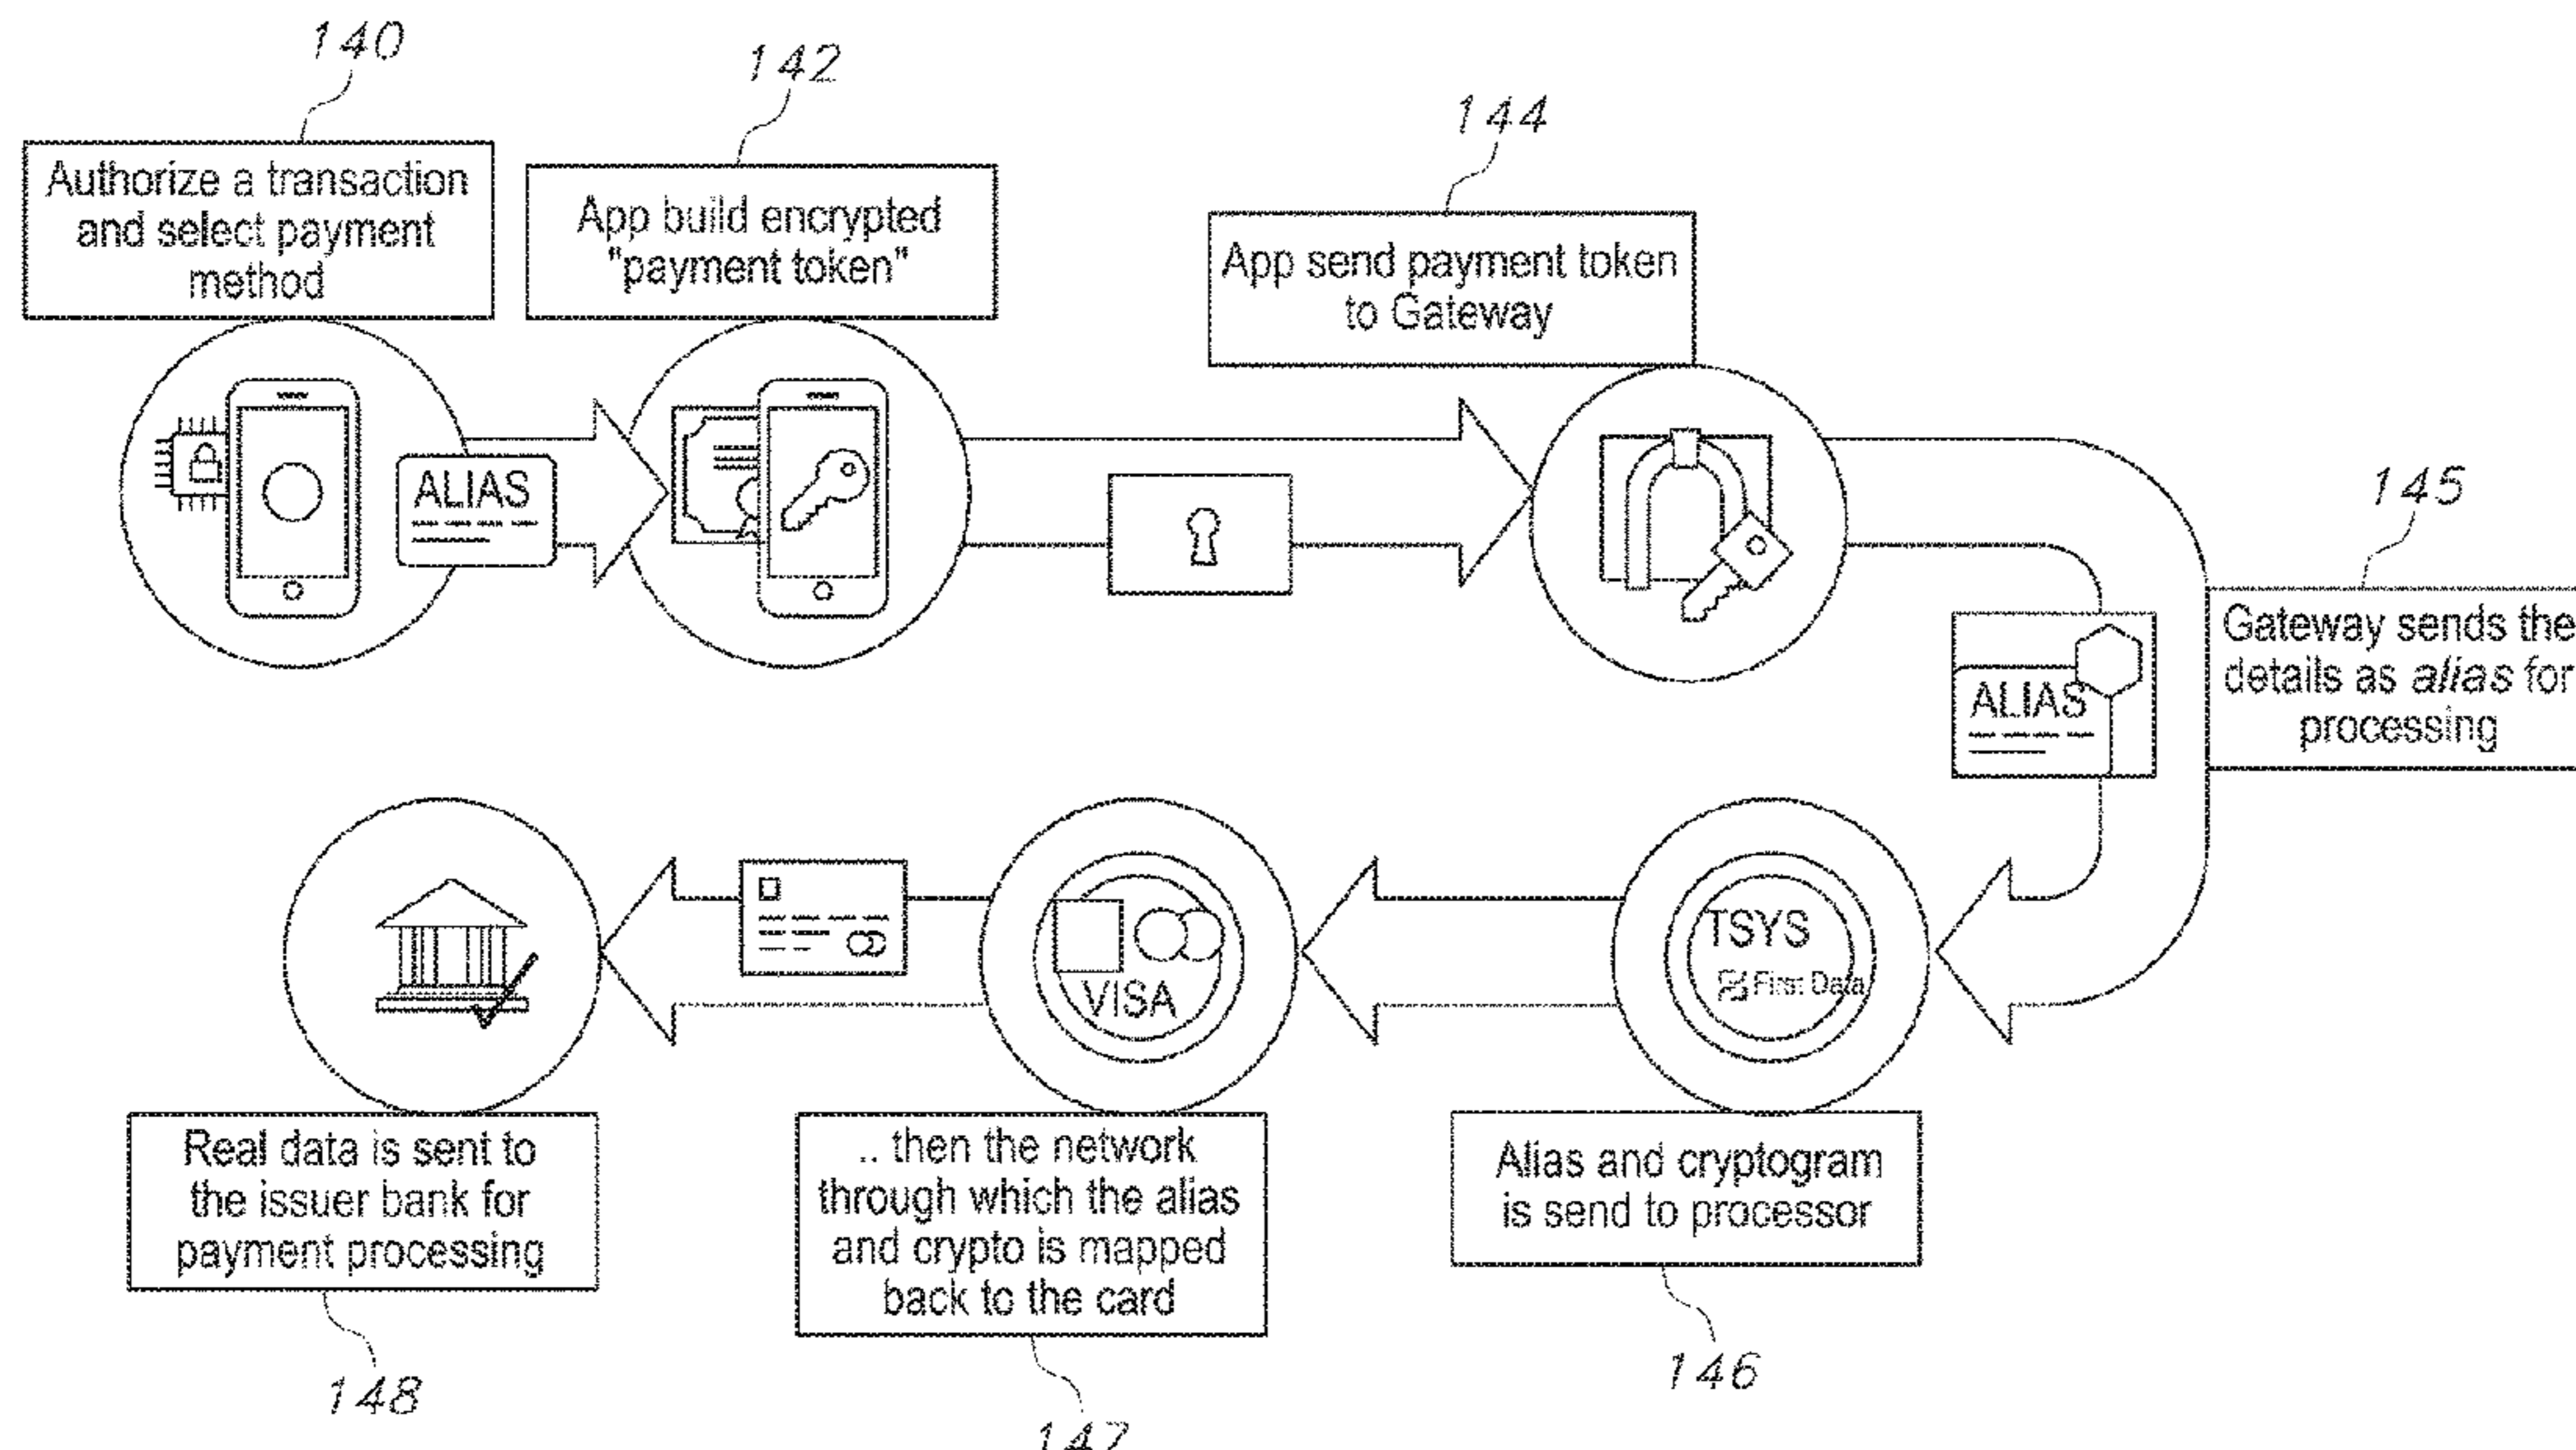 140
Authorize a transaction
and select payment
method
142
App build encrypted
"payment token"
144
App send payment token
to Gateway
ALIAS
145
Gateway sends the
details as alias for
processing
ALIAS
TSYS
First Data
VISA
Alias and cryptogram
is send to processor
146
.. then the network
through which the alias
and crypto is mapped
back to the card
147
Real data is sent to
the issuer bank for
payment processing
148